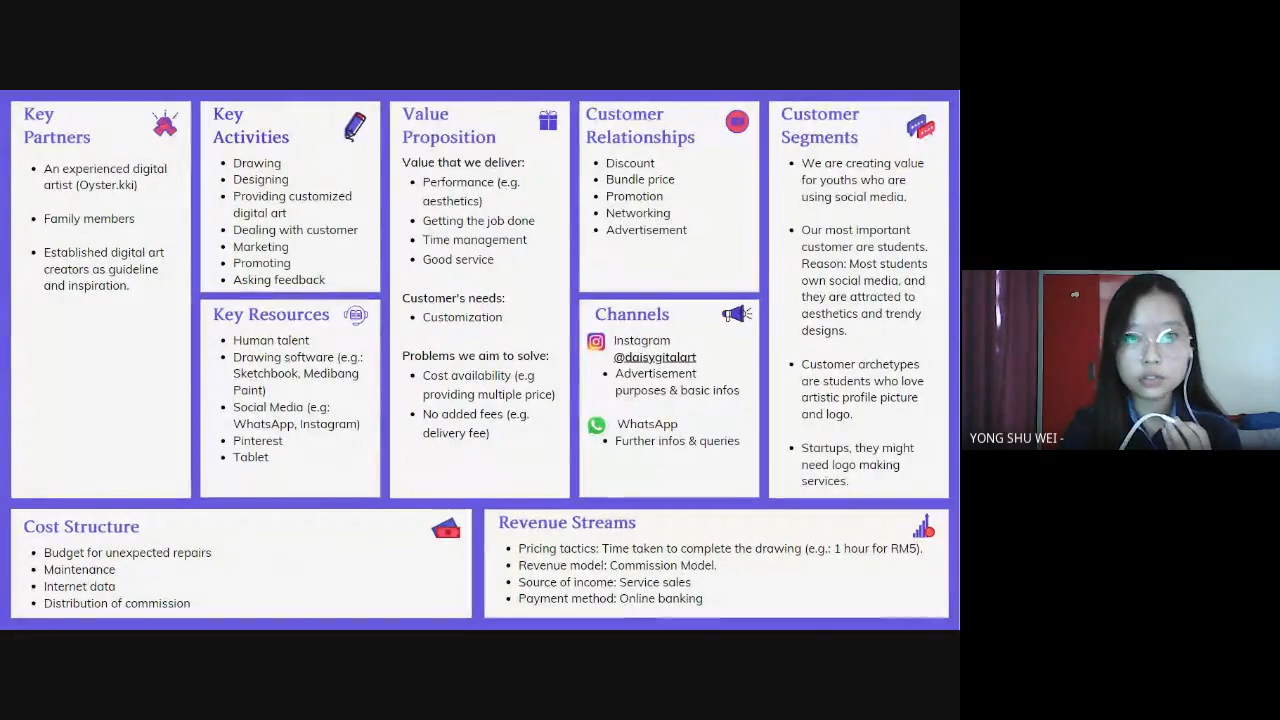 Key
Partners
An experienced digital
artist (Oyster.kki)
Family members
Established digital art
creators as guideline
and inspiration.
Key
Activities
Drawing
Designing
Providing customized
digital art
Dealing with customer
Marketing
Promoting
Asking feedback
Key Resources
Human talent
Drawing software (e.g.:
Sketchbook, Medibang
Paint)
Social Media (e.g:
WhatsApp, Instagram)
Pinterest
Tablet
Value
Proposition
Value that we deliver:
Performance (e.g.
aesthetics)
Getting the job done
Time management
Good service
Customer's needs:
Customization
Problems we aim to solve:
Cost availability (e.g
providing multiple price)
No added fees (e.g.
delivery fee)
Customer
Relationships
Discount
Bundle price
Promotion
Networking
Advertisement
Channels
Instagram
@daisygitalart
Advertisement
purposes & basic infos
WhatsApp
Further infos & queries
Customer
Segments
We are creating value
for youths who are
using social media.
Our most important
customer are students.
Reason: Most students
own social media, and
they are attracted to
aesthetics and trendy
designs.
Customer archetypes
are students who love
artistic profile picture
and logo.
Startups, they might
need logo making
services.
Cost Structure
Budget for unexpected repairs
Maintenance
Internet data
Distribution of commission
Revenue Streams
Pricing tactics: Time taken to complete the drawing (e.g,: 1 hour for RM5).
Revenue model: Commission Model.
Source of income: Service sales
Payment method: Online banking
YONG SHU WEI -